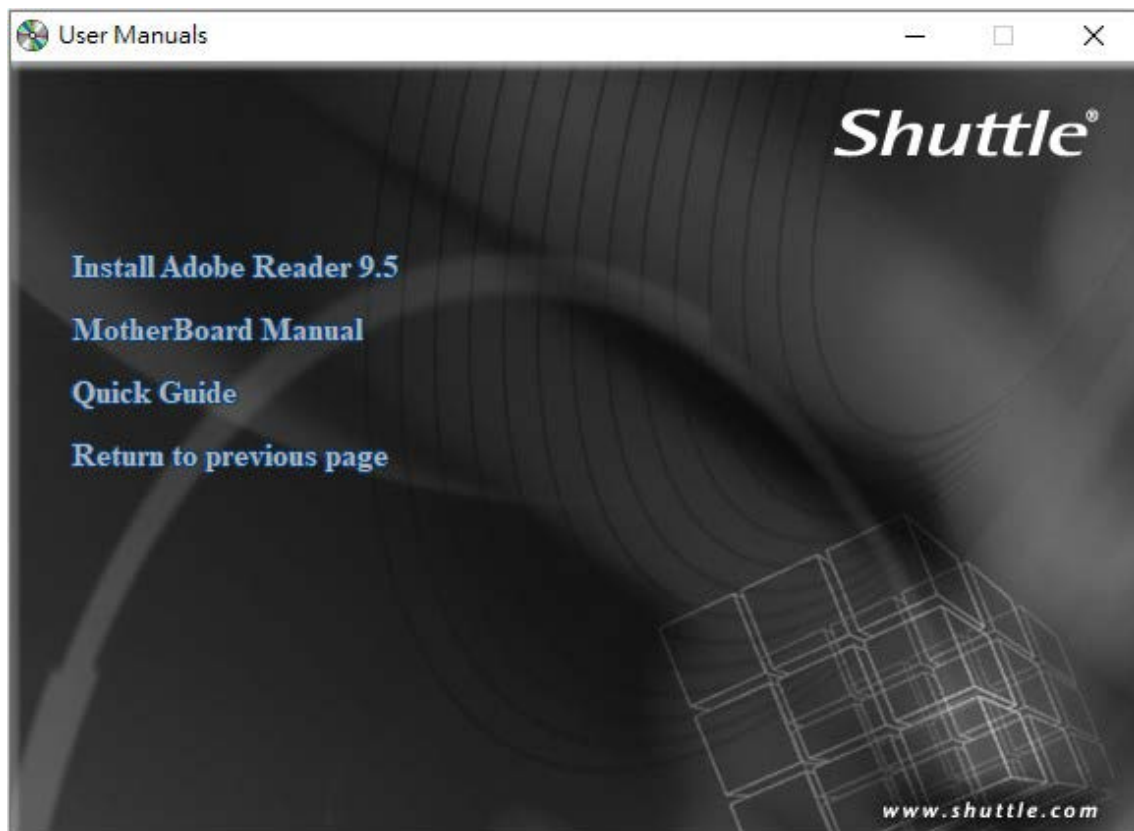 User Manuals
Shuttle®
Install Adobe Reader 9.5
MotherBoard Manual
Quick Guide
Return to previous page
www.shuttle.com